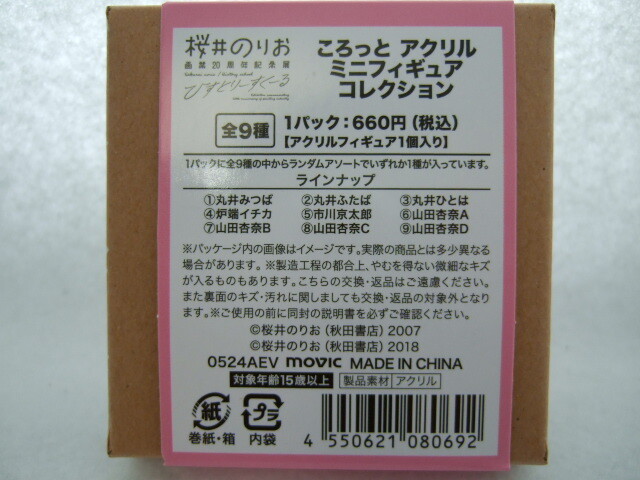 桜井のりお
画業20周年記念展
ひすとりーすくーる
ころっと アクリル
ミニフィギュア
コレクション
全9種
1パック：660円（税込）
【アクリルフィギュア1個入り】
1パックに全9種の中からランダムアソートでいずれか1種が入っています。
ラインナップ
①丸井みつば ②丸井ふたば ③丸井ひとは
④炉端イチカ ⑤市川京太郎 ⑥山田杏奈A
⑦山田杏奈B ⑧山田杏奈C ⑨山田杏奈D
※パッケージ内の画像はイメージです。実際の商品とは多少異なる
場合があります。※製造工程の都合上、やむを得ない微細なキズ
が入るものもあります。こちらの交換・返品はご遠慮ください。
また裏面のキズ・汚れに関しましても交換・返品の対象外となり
ます。※ご使用の前に同封の説明書を必ずご確認ください。
©桜井のりお（秋田書店）2007
©桜井のりお（秋田書店）2018
0524AEV movic MADE IN CHINA
対象年齢15歳以上 製品素材 アクリル
紙 プラ
巻紙・箱 内袋
4 550621 080692